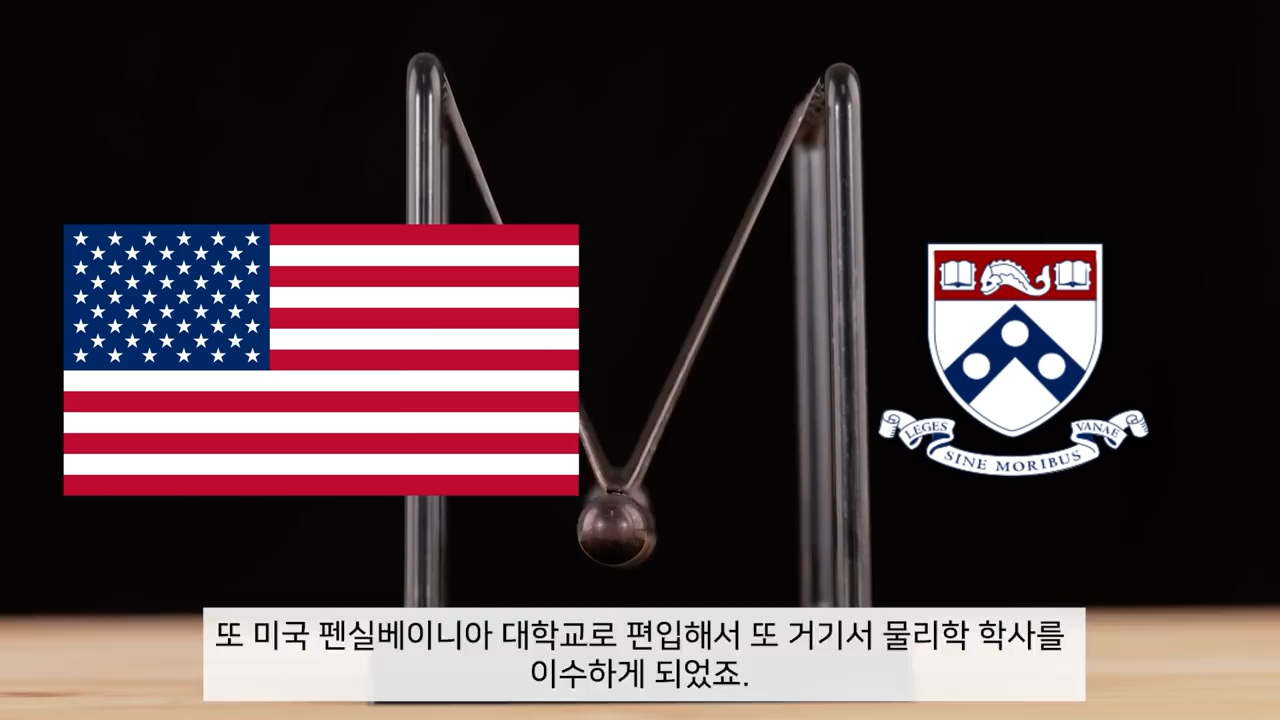 LEGES
VANAE
SINE MORIBUS
또 미국 펜실베이니아 대학교로 편입해서 또 거기서 물리학 학사를
이수하게 되었죠.